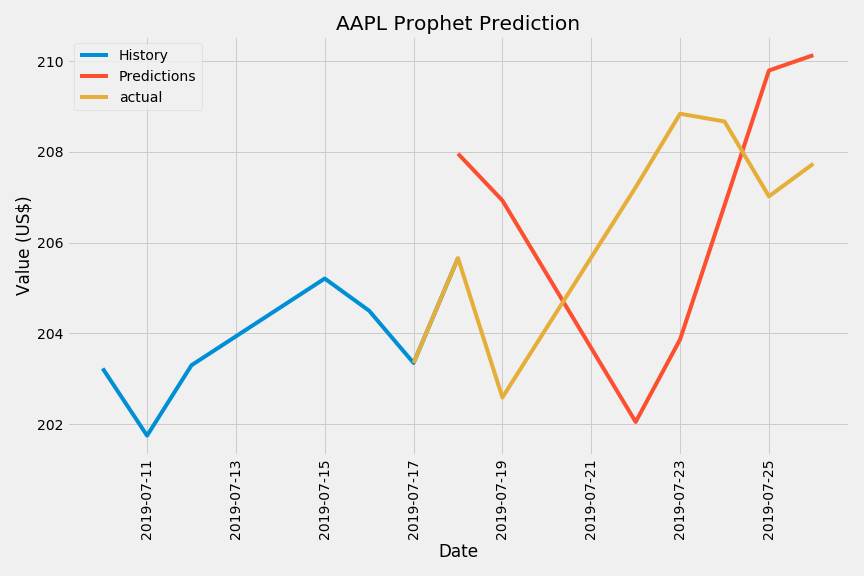 AAPL Prophet Prediction
History
Predictions
actual
210
208
206
204
202
Value (US$)
2019-07-11
2019-07-13
2019-07-15
2019-07-17
2019-07-19
2019-07-21
2019-07-23
2019-07-25
Date